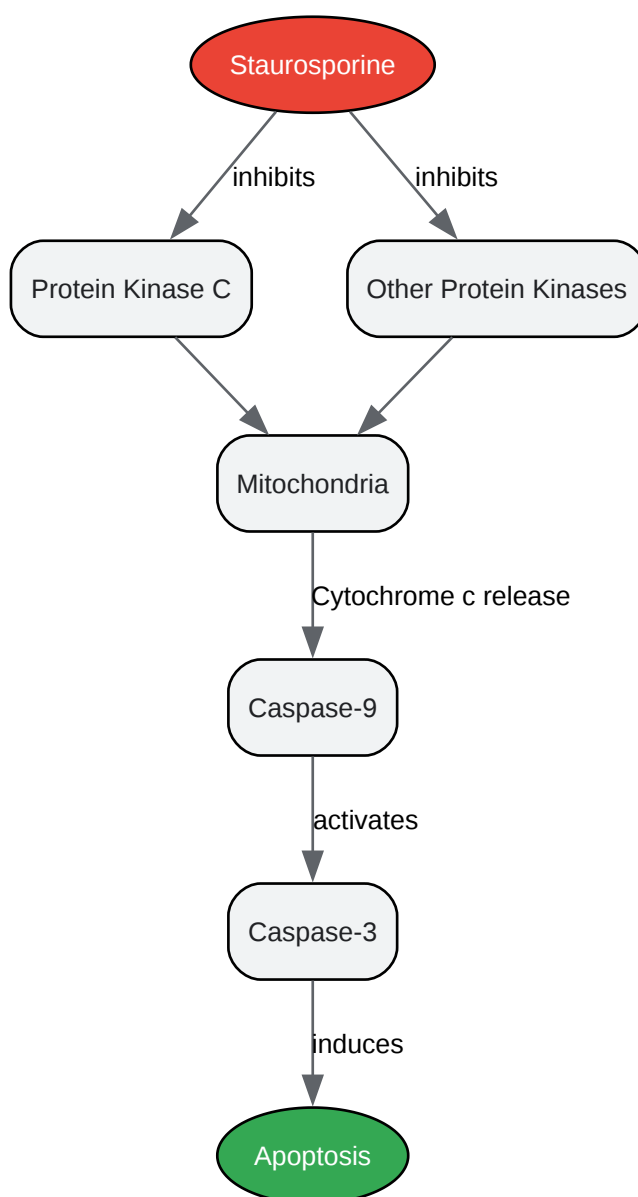 Staurosporine
inhibits
inhibits
Protein Kinase C
Other Protein Kinases
Mitochondria
Cytochrome c release
Caspase-9
activates
Caspase-3
induces
Apoptosis